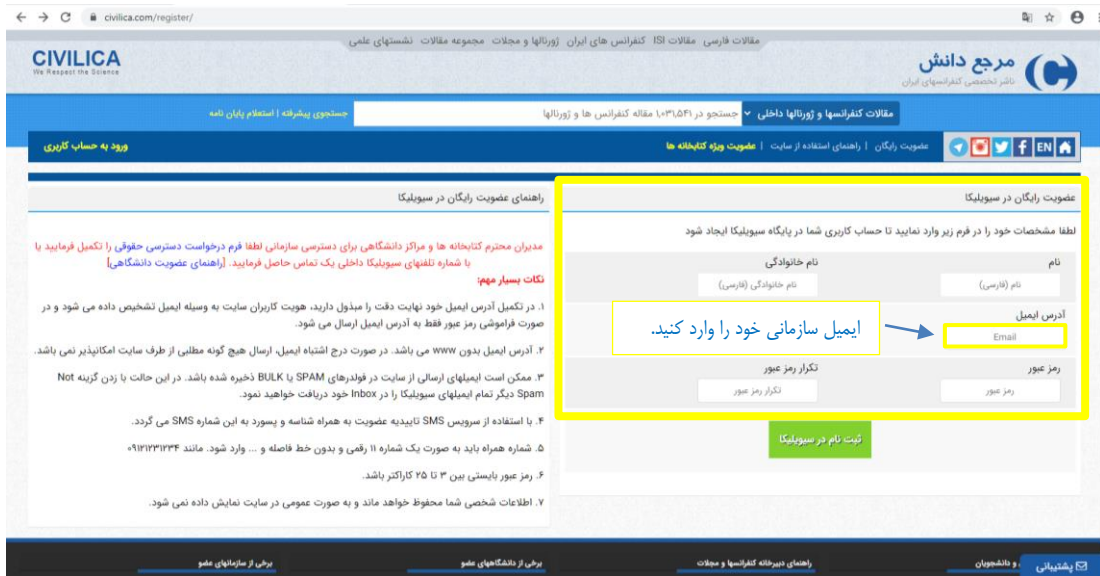 civilica.com/register/
مقالات فارسی مقالات ISI کنفرانس های ایران ژورنالها و مجلات مجموعه مقالات نشستهای علمی
CIVILICA
We Respect the Science
مرجع دانش
ناشر تخصصی کنفرانسهای ایران
مقالات کنفرانسها و ژورنالها داخلی
جستجو در ۱,۰۳۱,۵۴۱ مقاله کنفرانس ها و ژورنالها
جستجوی پیشرفته | استعلام پایان نامه
EN
عضویت رایگان | راهنمای استفاده از سایت | عضویت ویژه کتابخانه ها
ورود به حساب کاربری
عضویت رایگان در سیویلیکا
لطفا مشخصات خود را در فرم زیر وارد نمایید تا حساب کاربری شما در پایگاه سیویلیکا ایجاد شود
نام
نام خانوادگی
نام (فارسی)
نام خانوادگی (فارسی)
آدرس ایمیل
Email
ایمیل سازمانی خود را وارد کنید.
رمز عبور
تکرار رمز عبور
رمز عبور
تکرار رمز عبور
ثبت نام در سیویلیکا
راهنمای عضویت رایگان در سیویلیکا
مدیران محترم کتابخانه ها و مراکز دانشگاهی برای دسترسی سازمانی لطفا فرم درخواست دسترسی حقوقی را تکمیل فرمایید یا
با شماره تلفنهای سیویلیکا داخلی یک تماس حاصل فرمایید. [راهنمای عضویت دانشگاهی]
نکات بسیار مهم:
۱. در تکمیل آدرس ایمیل خود نهایت دقت را مبذول دارید، هویت کاربران سایت به وسیله ایمیل تشخیص داده می شود و در
صورت فراموشی رمز عبور فقط به آدرس ایمیل ارسال می شود.
۲. آدرس ایمیل بدون www می باشد. در صورت درج اشتباه ایمیل، ارسال هیچ گونه مطلبی از طرف سایت امکانپذیر نمی باشد.
۳. ممکن است ایمیلهای ارسالی از سایت در فولدرهای SPAM یا BULK ذخیره شده باشد. در این حالت با زدن گزینه Not
Spam دیگر تمام ایمیلهای سیویلیکا را در Inbox خود دریافت خواهید نمود.
۴. با استفاده از سرویس SMS تاییدیه عضویت به همراه شناسه و پسورد به این شماره SMS می گردد.
۵. شماره همراه باید به صورت یک شماره ۱۱ رقمی و بدون خط فاصله و ... وارد شود. مانند ۰۹۱۲۱۲۳۱۲۳۴
۶. رمز عبور بایستی بین ۳ تا ۲۵ کاراکتر باشد.
۷. اطلاعات شخصی شما محفوظ خواهد ماند و به صورت عمومی در سایت نمایش داده نمی شود.
و دانشجویان
راهنمای دبیرخانه کنفرانسها و مجلات
برخی از دانشگاههای عضو
برخی از سازمانهای عضو
پشتیبانی